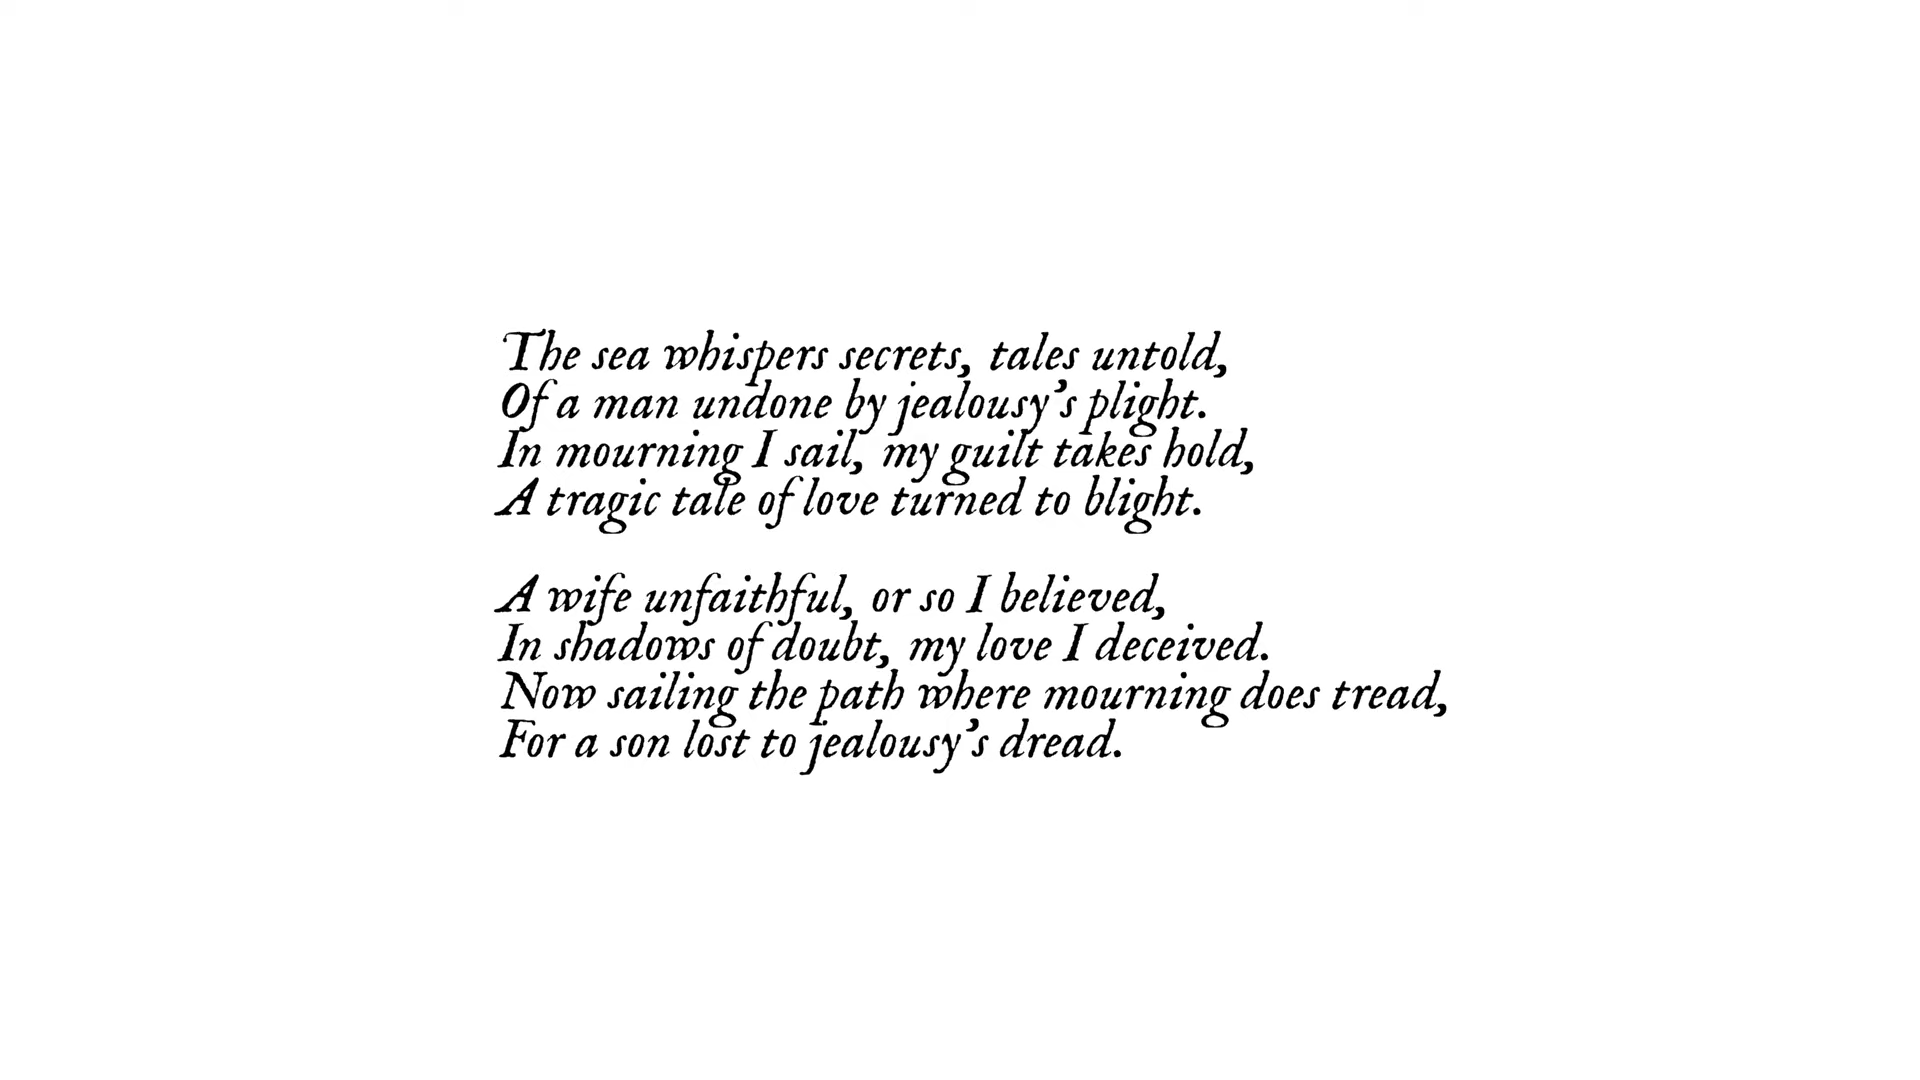 The sea whispers secrets, tales untold,
Of a man undone by jealousy's plight.
In mourning I sail, my guilt takes hold,
A tragic tale of love turned to blight.

A wife unfaithful, or so I believed,
In shadows of doubt, my love I deceived.
Now sailing the path where mourning does tread,
For a son lost to jealousy's dread.